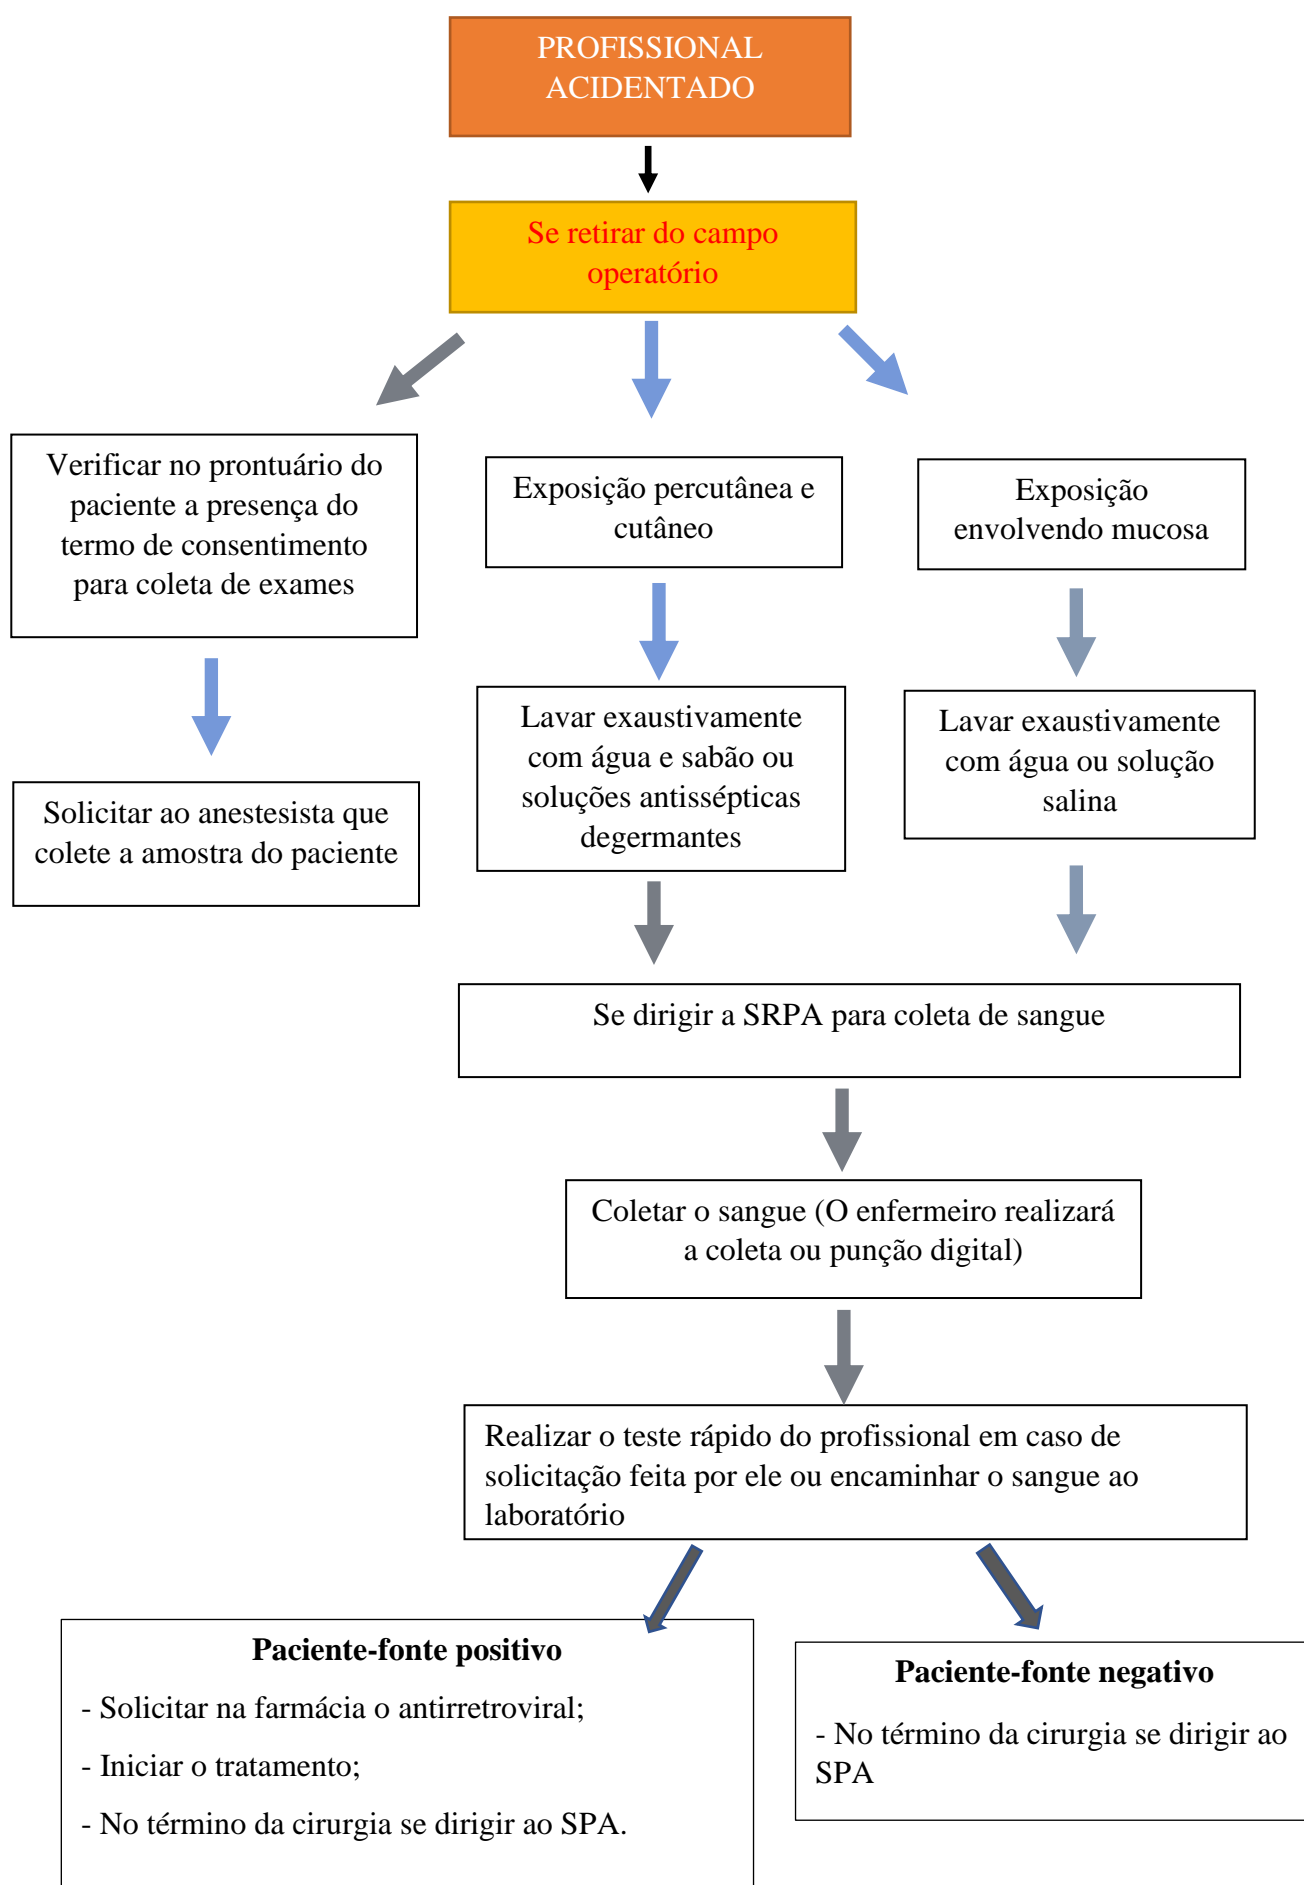 PROFISSIONAL
ACIDENTADO
Se retirar do campo
operatório
Verificar no prontuário do
paciente a presença do
termo de consentimento
para coleta de exames
Exposição percutânea e
cutâneo
Exposição
envolvendo mucosa
Solicitar ao anestesista que
colete a amostra do paciente
Lavar exaustivamente
com água e sabão ou
soluções antissépticas
degermantes
Lavar exaustivamente
com água ou solução
salina
Se dirigir a SRPA para coleta de sangue
Coletar o sangue (O enfermeiro realizará
a coleta ou punção digital)
Realizar o teste rápido do profissional em caso de
solicitação feita por ele ou encaminhar o sangue ao
laboratório
Paciente-fonte positivo
- Solicitar na farmácia o antirretroviral;
- Iniciar o tratamento;
- No término da cirurgia se dirigir ao SPA.
Paciente-fonte negativo
- No término da cirurgia se dirigir ao
SPA